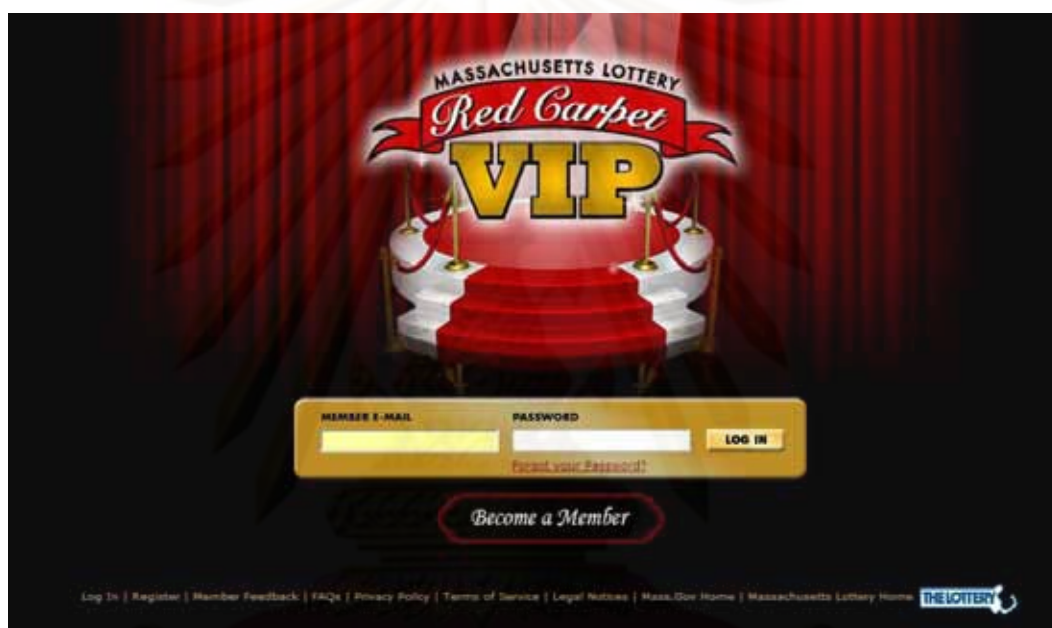 MASSACHUSETTS LOTTERY
Red Carpet
VIP
MEMBER E-MAIL PASSWORD
LOG IN
Forgot your Password?
Become a Member
Log In | Register | Member Feedback | FAQs | Privacy Policy | Terms of Service | Legal Notices | Mass.Gov Home | Massachusetts Lottery Home THE LOTTERY